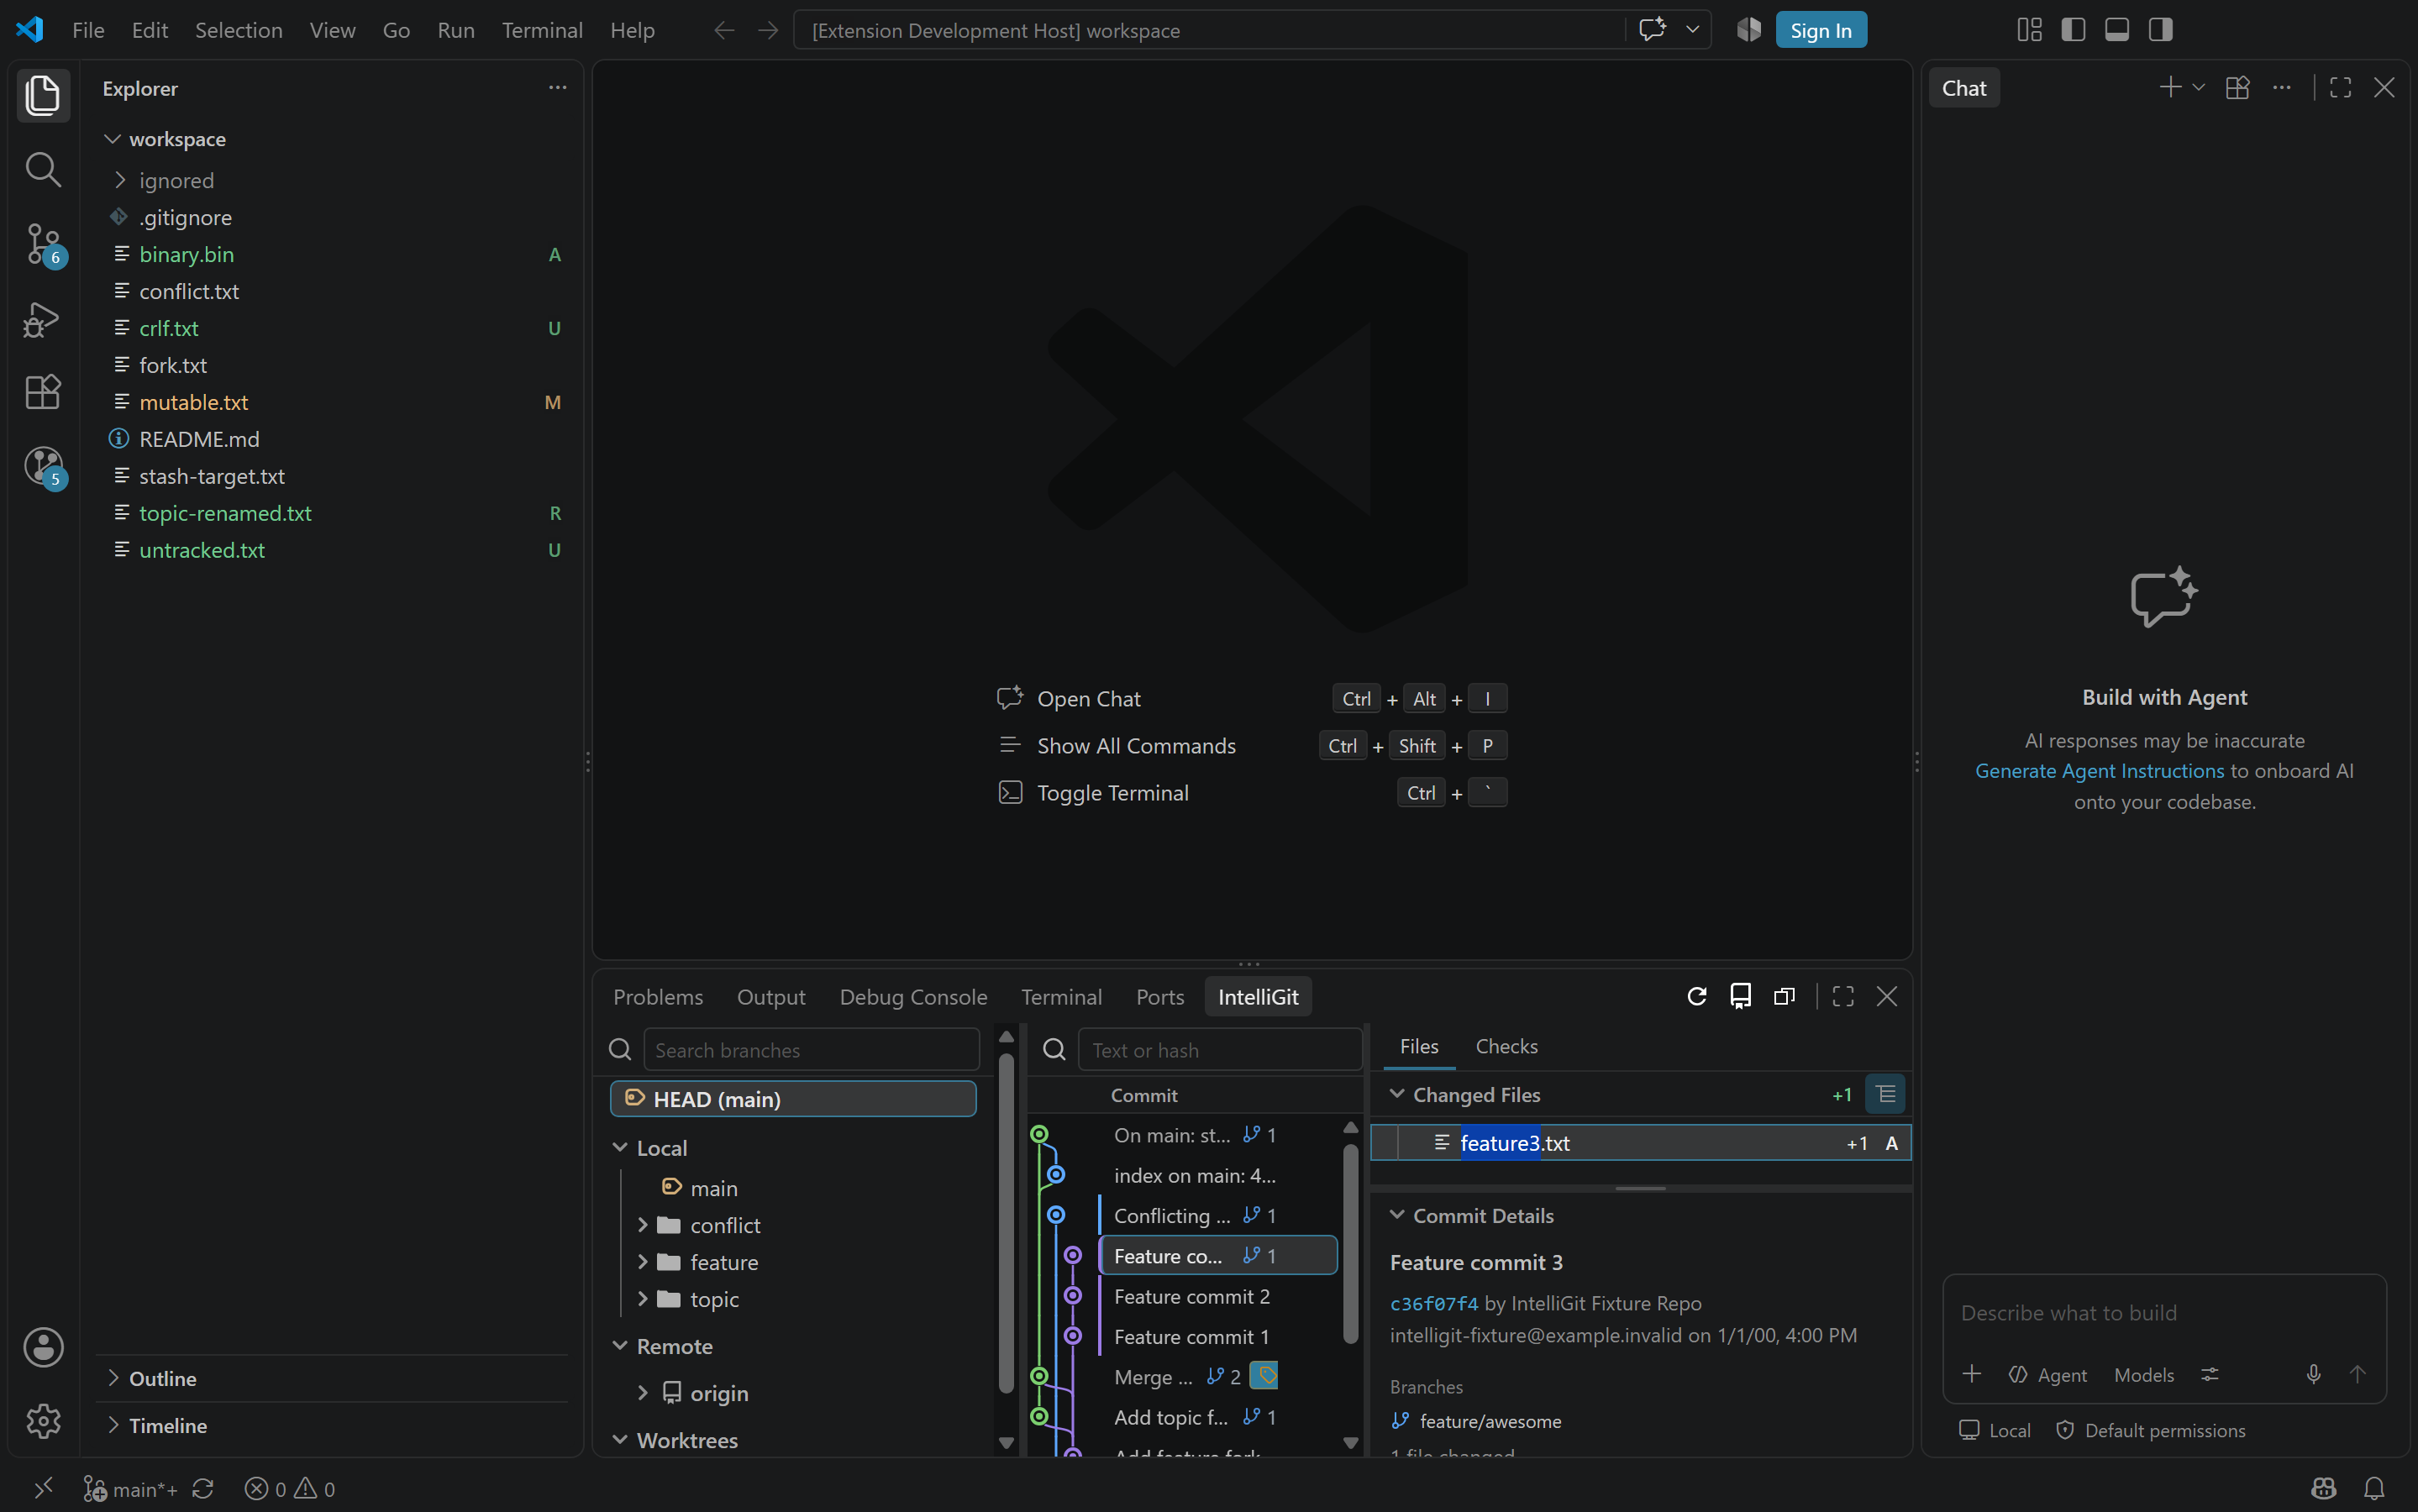 File Edit Selection View Go Run Terminal Help
[Extension Development Host] workspace
Sign In
Explorer
workspace
ignored
.gitignore
binary.bin A
conflict.txt
crlf.txt U
fork.txt
mutable.txt M
README.md
stash-target.txt
topic-renamed.txt R
untracked.txt U
6
5
Outline
Timeline
Open Chat Ctrl + Alt + I
Show All Commands Ctrl + Shift + P
Toggle Terminal Ctrl + `
Problems Output Debug Console Terminal Ports IntelliGit
Search branches
HEAD (main)
Local
main
conflict
feature
topic
Remote
origin
Worktrees
Text or hash
Commit
On main: st... 1
index on main: 4...
Conflicting ... 1
Feature co... 1
Feature commit 2
Feature commit 1
Merge ... 2
Add topic f... 1
Add feature fork
Files Checks
Changed Files +1
feature3.txt +1 A
Commit Details
Feature commit 3
c36f07f4 by IntelliGit Fixture Repo
intelligit-fixture@example.invalid on 1/1/00, 4:00 PM
Branches
feature/awesome
1 file changed
Chat
Build with Agent
AI responses may be inaccurate
Generate Agent Instructions to onboard AI
onto your codebase.
Describe what to build
Agent Models
Local Default permissions
main*+ 0 0